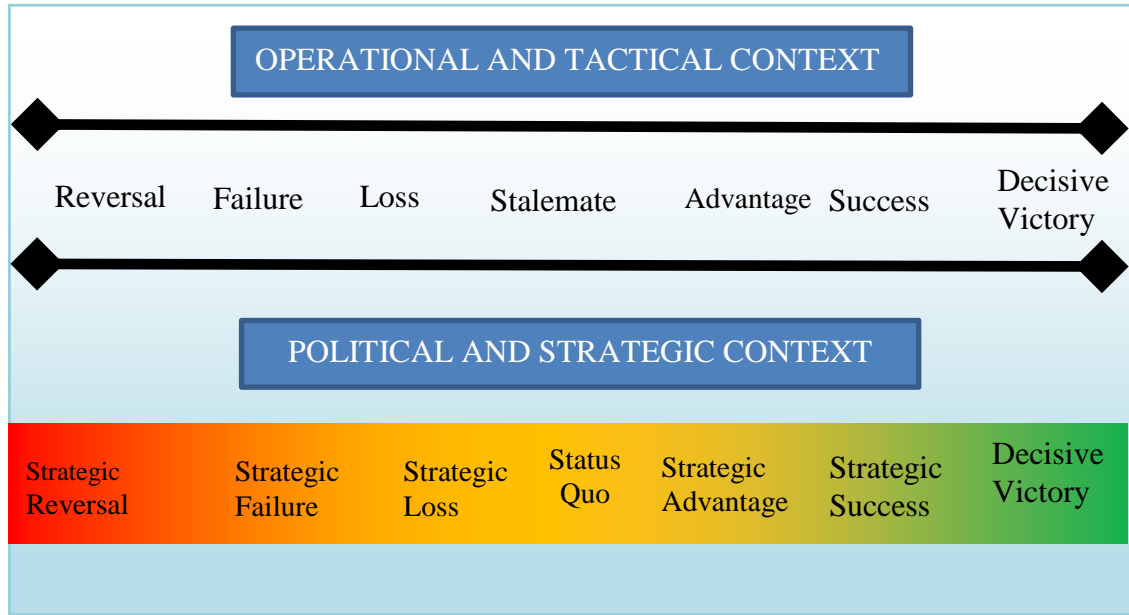 OPERATIONAL AND TACTICAL CONTEXT
Reversal
Failure
Loss
Stalemate
Advantage
Success
Decisive
Victory
POLITICAL AND STRATEGIC CONTEXT
Strategic
Reversal
Strategic
Failure
Strategic
Loss
Status
Quo
Strategic
Advantage
Strategic
Success
Decisive
Victory